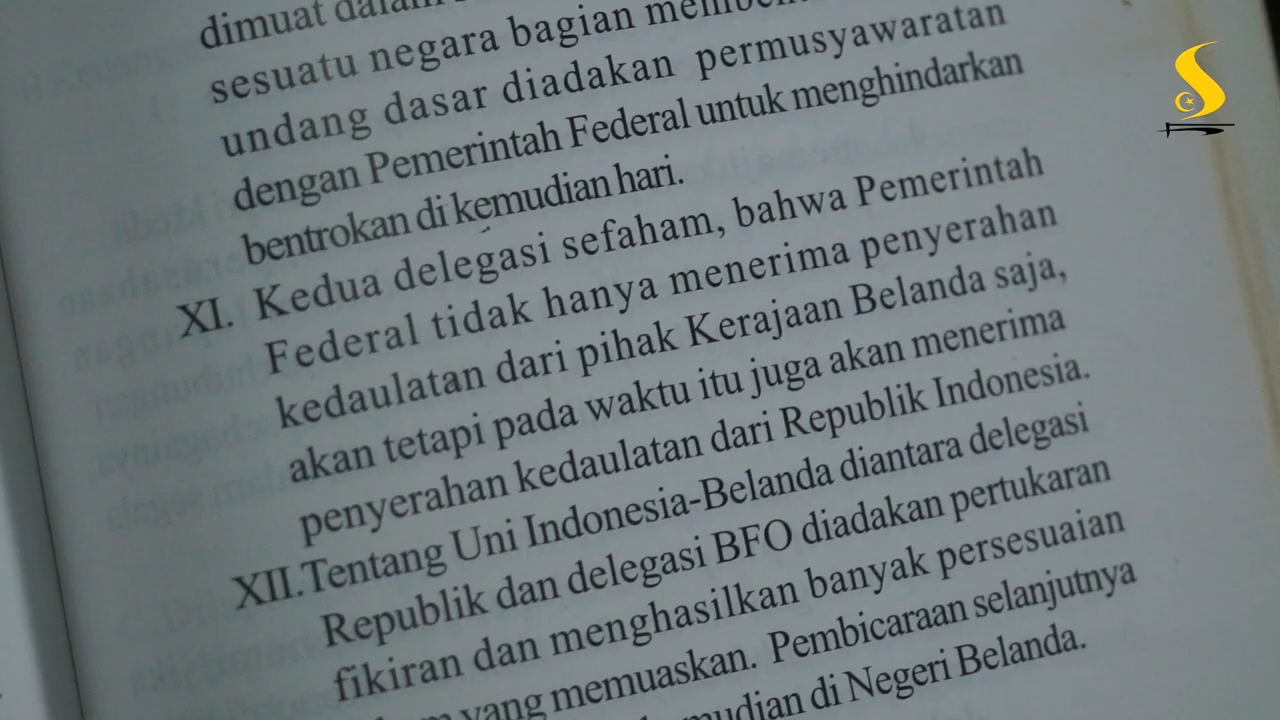 dimuat dalam
sesuatu negara bagian
undang dasar diadakan permusyawaratan
dengan Pemerintah Federal untuk menghindarkan
bentrokan di kemudian hari.
XI. Kedua delegasi sefaham, bahwa Pemerintah
Federal tidak hanya menerima penyerahan
kedaulatan dari pihak Kerajaan Belanda saja,
akan tetapi pada waktu itu juga akan menerima
penyerahan kedaulatan dari Republik Indonesia.
XII. Tentang Uni Indonesia-Belanda diantara delegasi
Republik dan delegasi BFO diadakan pertukaran
fikiran dan menghasilkan banyak persesuaian
yang memuaskan. Pembicaraan selanjutnya
di Negeri Belanda.